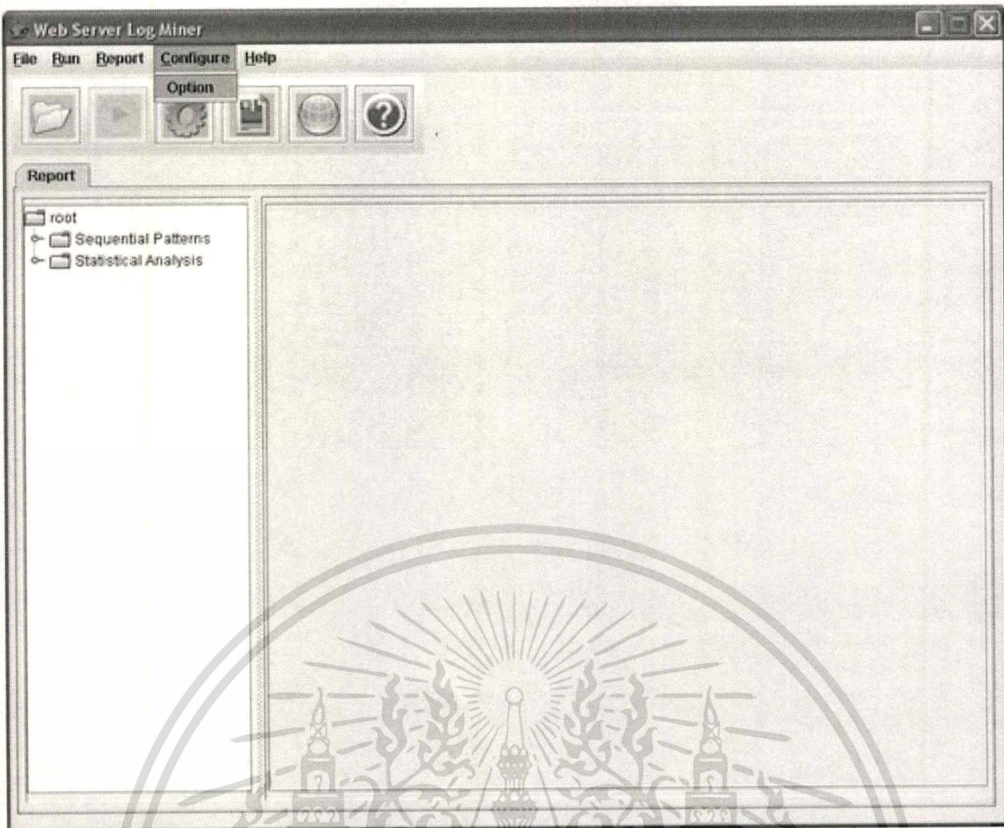 Web Server Log Miner
File Run Report Configure Help
Option
Report
root
Sequential Patterns
Statistical Analysis